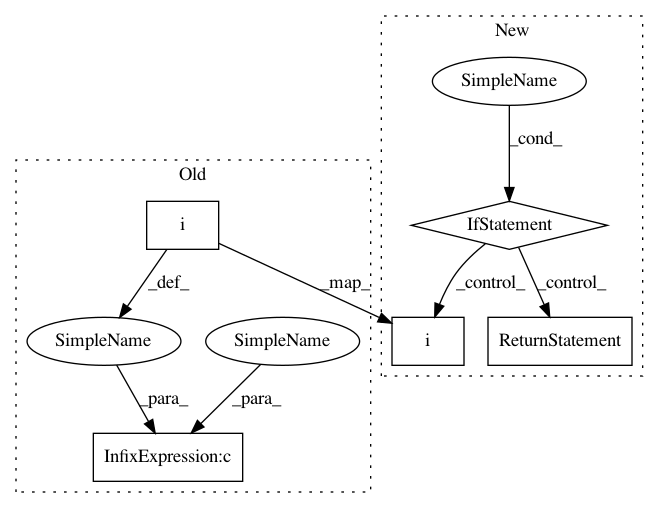 New
SimpleName
_cond_
Old
i
IfStatement
_def_
_map_
_control_
_control_
SimpleName
SimpleName
i
ReturnStatement
_para_
_para_
InfixExpression:c